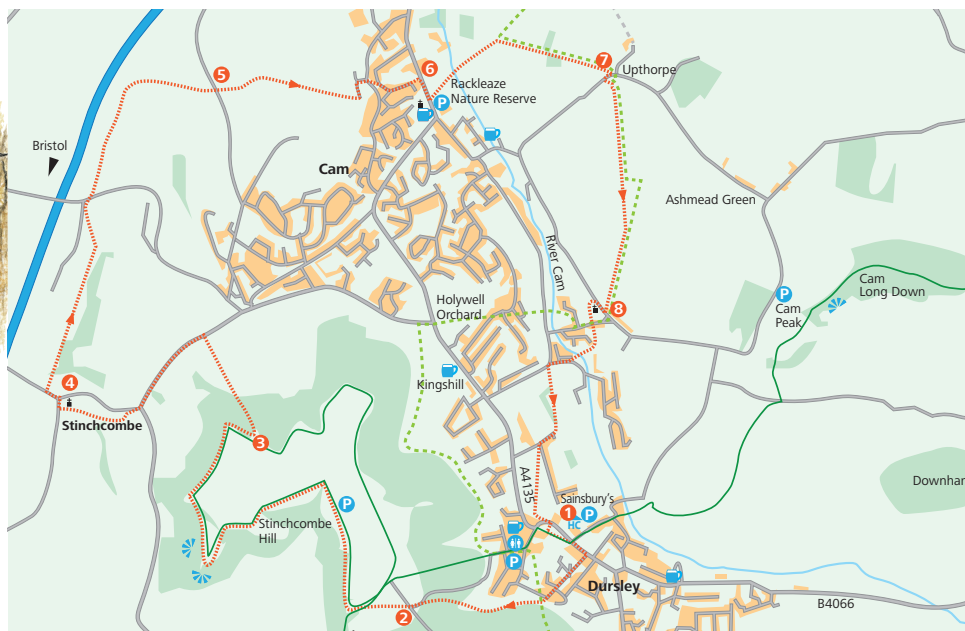 6
7
Upthorpe
Rackleaze
Nature Reserve
P
5
Bristol
Cam
Ashmead Green
River Cam
Cam
Long Down
P
Cam
Peak
Holywell
Orchard
8
Kingshill
4
Stinchcombe
3
A4135
Sainsbury's
1
P
HC
P
Stinchcombe
Hill
Downhar
P
Dursley
B4066
2